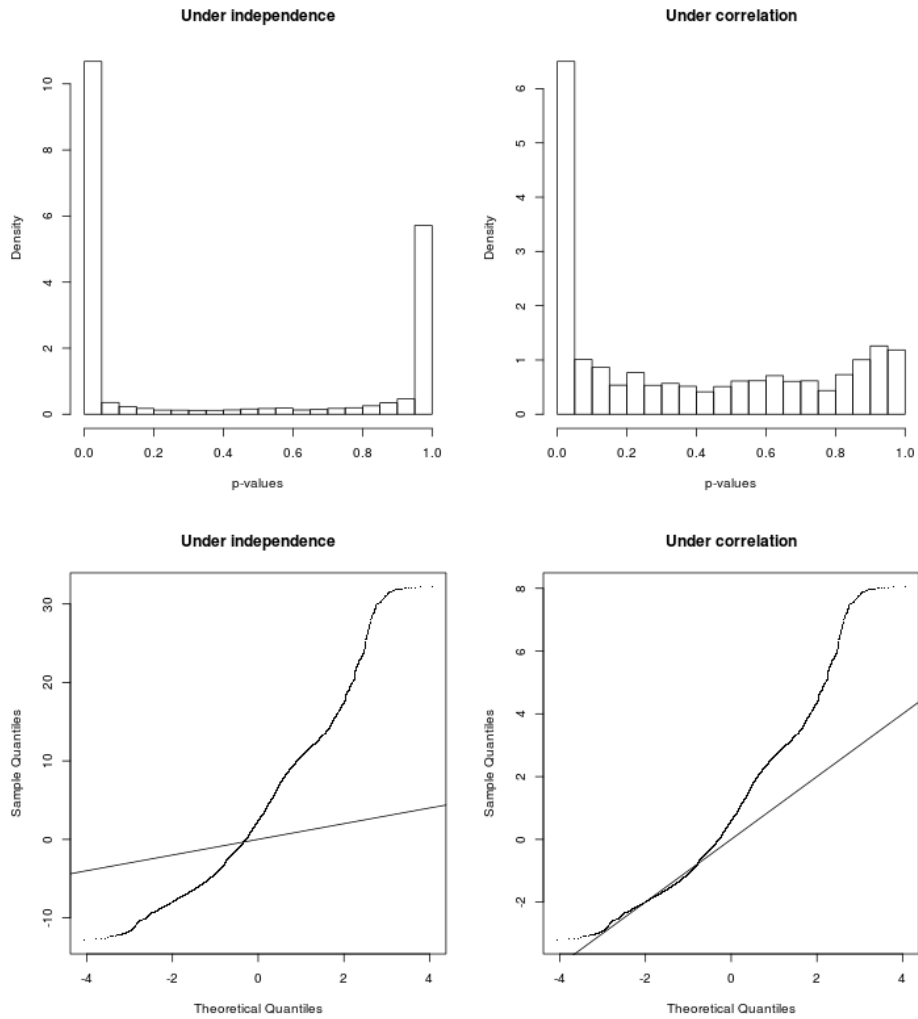 Under independence
Density
0
2
4
6
8
10
0.0 0.2 0.4 0.6 0.8 1.0
p-values
Under correlation
Density
0
1
2
3
4
5
6
0.0 0.2 0.4 0.6 0.8 1.0
p-values
Under independence
Sample Quantiles
-10
0
10
20
30
-4 -2 0 2 4
Theoretical Quantiles
Under correlation
Sample Quantiles
-2
0
2
4
6
8
-4 -2 0 2 4
Theoretical Quantiles